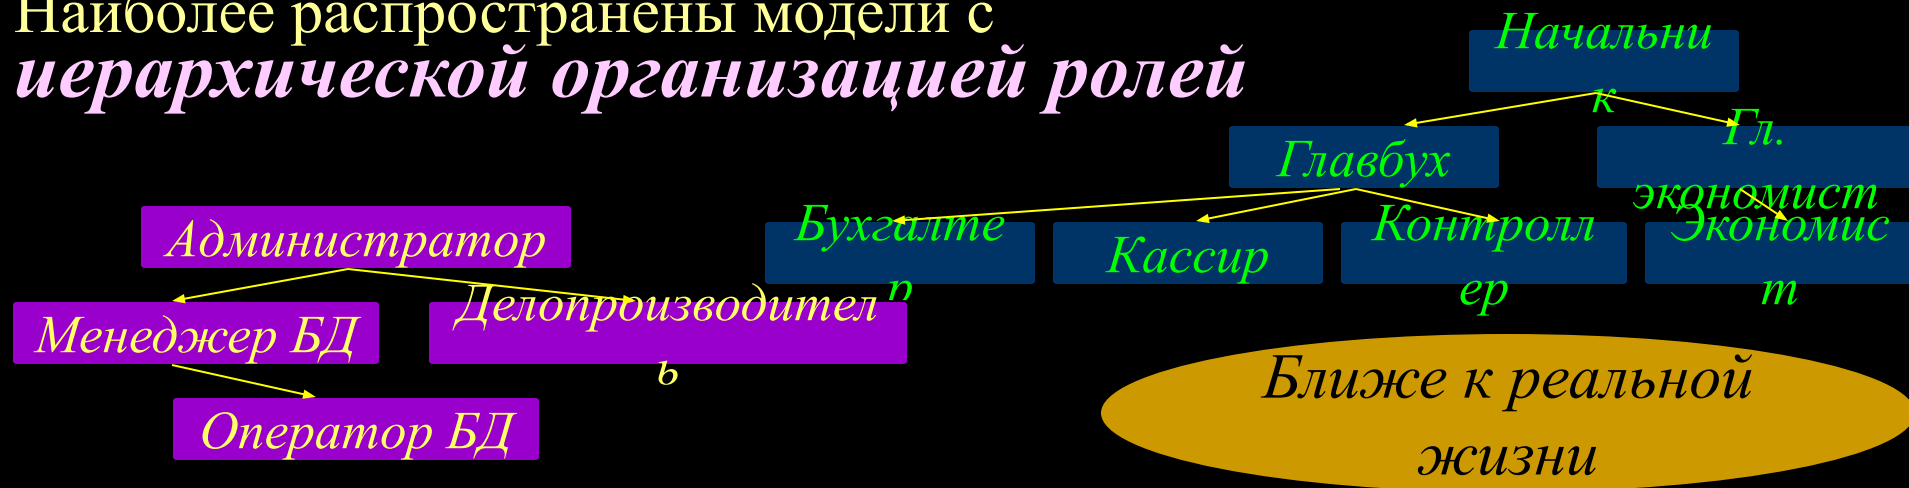 Наиболее распространены модели с
иерархической организацией ролей
Начальни
к
Главбух
Гл.
экономист
Бухгалте
р
Кассир
Контролл
ер
Экономис
т
Администратор
Менеджер БД
Делопроизводител
ь
Оператор БД
Ближе к реальной
жизни